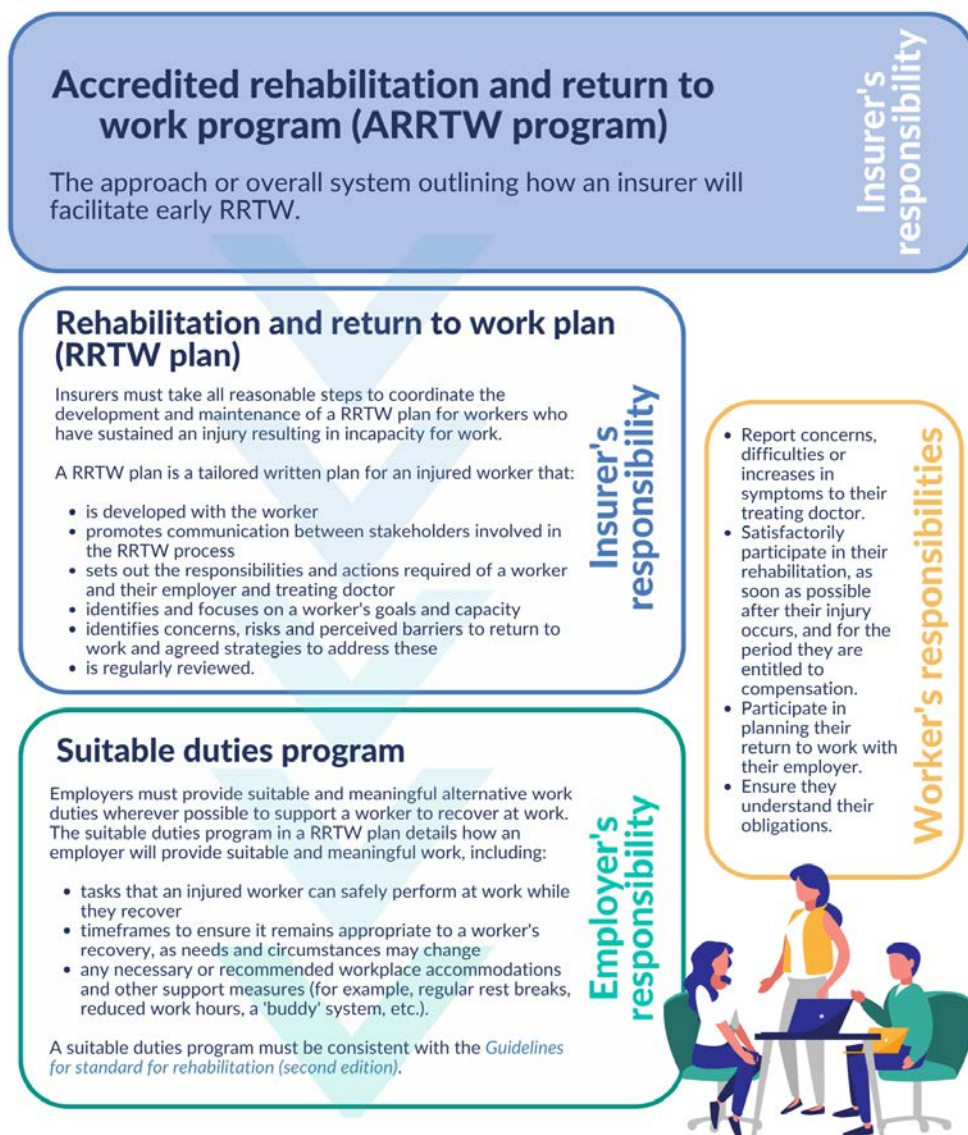 Accredited rehabilitation and return to
work program (ARRTW program)
The approach or overall system outlining how an insurer will
facilitate early RRTW.
Insurer's
responsibility
Rehabilitation and return to work plan
(RRTW plan)
Insurers must take all reasonable steps to coordinate the
development and maintenance of a RRTW plan for workers who
have sustained an injury resulting in incapacity for work.
A RRTW plan is a tailored written plan for an injured worker that:
• is developed with the worker
• promotes communication between stakeholders involved in
the RRTW process
• sets out the responsibilities and actions required of a worker
and their employer and treating doctor
• identifies and focuses on a worker's goals and capacity
• identifies concerns, risks and perceived barriers to return to
work and agreed strategies to address these
• is regularly reviewed.
Insurer's
responsibility
Suitable duties program
Employers must provide suitable and meaningful alternative work
duties wherever possible to support a worker to recover at work.
The suitable duties program in a RRTW plan details how an
employer will provide suitable and meaningful work, including:
• tasks that an injured worker can safely perform at work while
they recover
• timeframes to ensure it remains appropriate to a worker's
recovery, as needs and circumstances may change
• any necessary or recommended workplace accommodations
and other support measures (for example, regular rest breaks,
reduced work hours, a 'buddy' system, etc.).
A suitable duties program must be consistent with the Guidelines
for standard for rehabilitation (second edition).
Employer's
responsibility
• Report concerns,
difficulties or
increases in
symptoms to their
treating doctor.
• Satisfactorily
participate in their
rehabilitation, as
soon as possible
after their injury
occurs, and for the
period they are
entitled to
compensation.
• Participate in
planning their
return to work with
their employer.
• Ensure they
understand their
obligations.
Worker's responsibilities